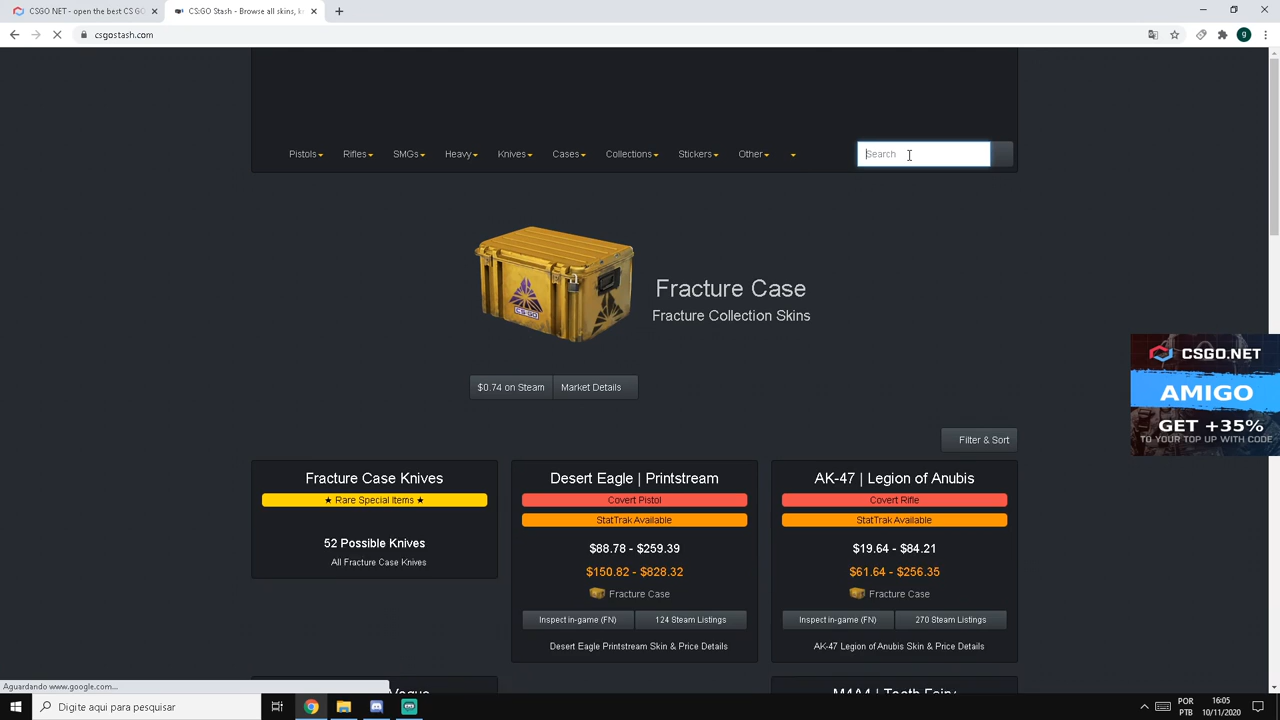 CSGO NET - open the best CS GO
CS:GO Stash - Browse all skins, k
csgostash.com
Pistols Rifles SMGs Heavy Knives Cases Collections Stickers Other
Search
CS:GO
Fracture Case
Fracture Collection Skins
$0.74 on Steam Market Details
CSGO.NET
AMIGO
GET +35%
TO YOUR TOP UP WITH CODE
Filter & Sort
Fracture Case Knives
★ Rare Special Items ★
52 Possible Knives
All Fracture Case Knives
Desert Eagle | Printstream
Covert Pistol
StatTrak Available
$88.78 - $259.39
$150.82 - $828.32
Fracture Case
Inspect in-game (FN) 124 Steam Listings
Desert Eagle Printstream Skin & Price Details
AK-47 | Legion of Anubis
Covert Rifle
StatTrak Available
$19.64 - $84.21
$61.64 - $256.35
Fracture Case
Inspect in-game (FN) 270 Steam Listings
AK-47 Legion of Anubis Skin & Price Details
M4A4 | Tooth Fairy
Aguardando www.google.com...
Digite aqui para pesquisar
POR
PTB
16:05
10/11/2020